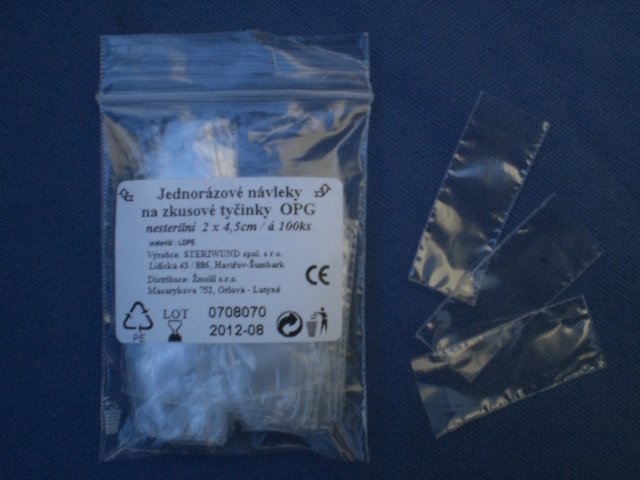 Jednorázové návleky
na zkusové tyčinky OPG
nesterilní 2 x 4,5cm / á 100ks
materiál : LDPE
Výrobce: STERIWUND spol. s r.o.
Lidická 43 / 886, Havířov-Šumbark
Distribuce: Žmolil s.r.o.
Masarykova 752, Orlová - Lutyně
CE
PE
LOT
0708070
2012-08